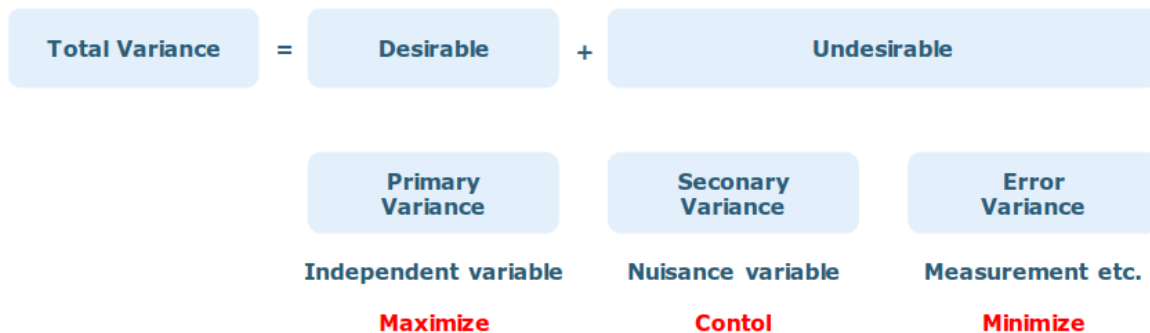 Total Variance = Desirable + Undesirable
Primary Variance Seconary Variance Error Variance
Independent variable Nuisance variable Measurement etc.
Maximize Contol Minimize